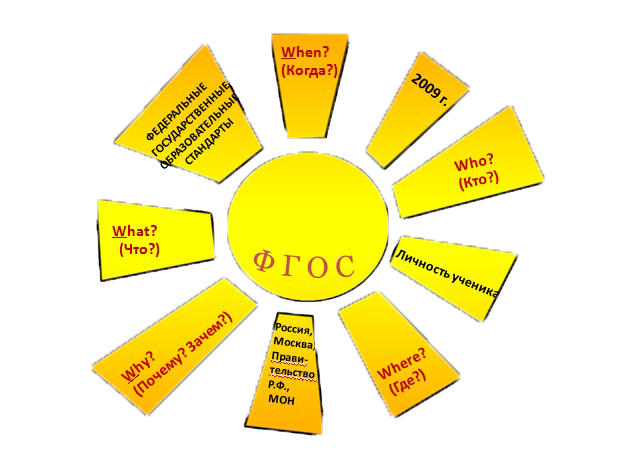 When?
(Когда?)
2009 г.
Who?
(Кто?)
Личность ученика
Where?
(Где?)
Россия,
Москва,
Прави-
тельство
Р.Ф.,
МОН
Why?
(Почему? Зачем?)
What?
(Что?)
ФЕДЕРАЛЬНЫЕ
ГОСУДАРСТВЕННЫЕ
ОБРАЗОВАТЕЛЬНЫЕ
СТАНДАРТЫ
ФГОС